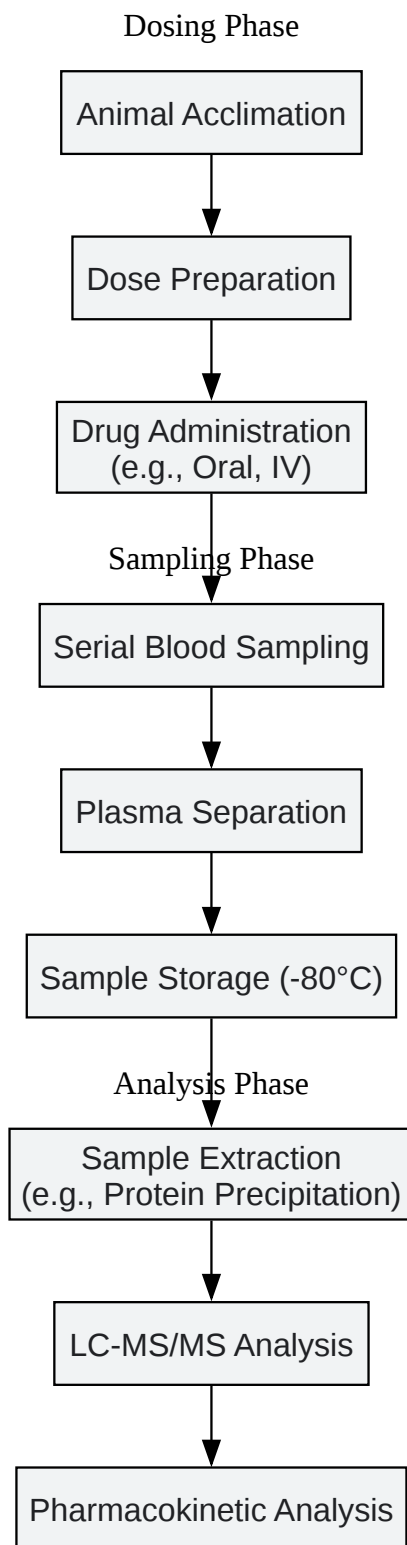 Dosing Phase
Animal Acclimation
Dose Preparation
Drug Administration
(e.g., Oral, IV)
Sampling Phase
Serial Blood Sampling
Plasma Separation
Sample Storage (-80°C)
Analysis Phase
Sample Extraction
(e.g., Protein Precipitation)
LC-MS/MS Analysis
Pharmacokinetic Analysis